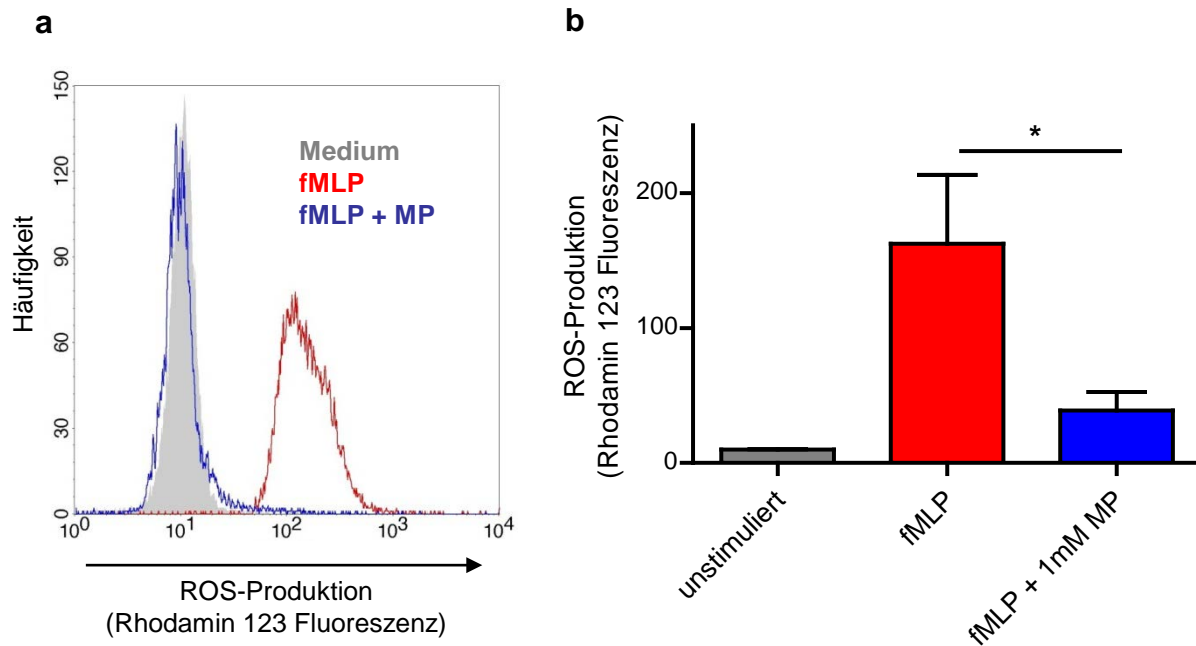 a
150
120
90
60
30
0
Häufigkeit
Medium
fMLP
fMLP + MP
10^0 10^1 10^2 10^3 10^4
ROS-Produktion
(Rhodamin 123 Fluoreszenz)
b
ROS-Produktion
(Rhodamin 123 Fluoreszenz)
200
100
0
*
unstimuliert
fMLP
fMLP + 1mM MP